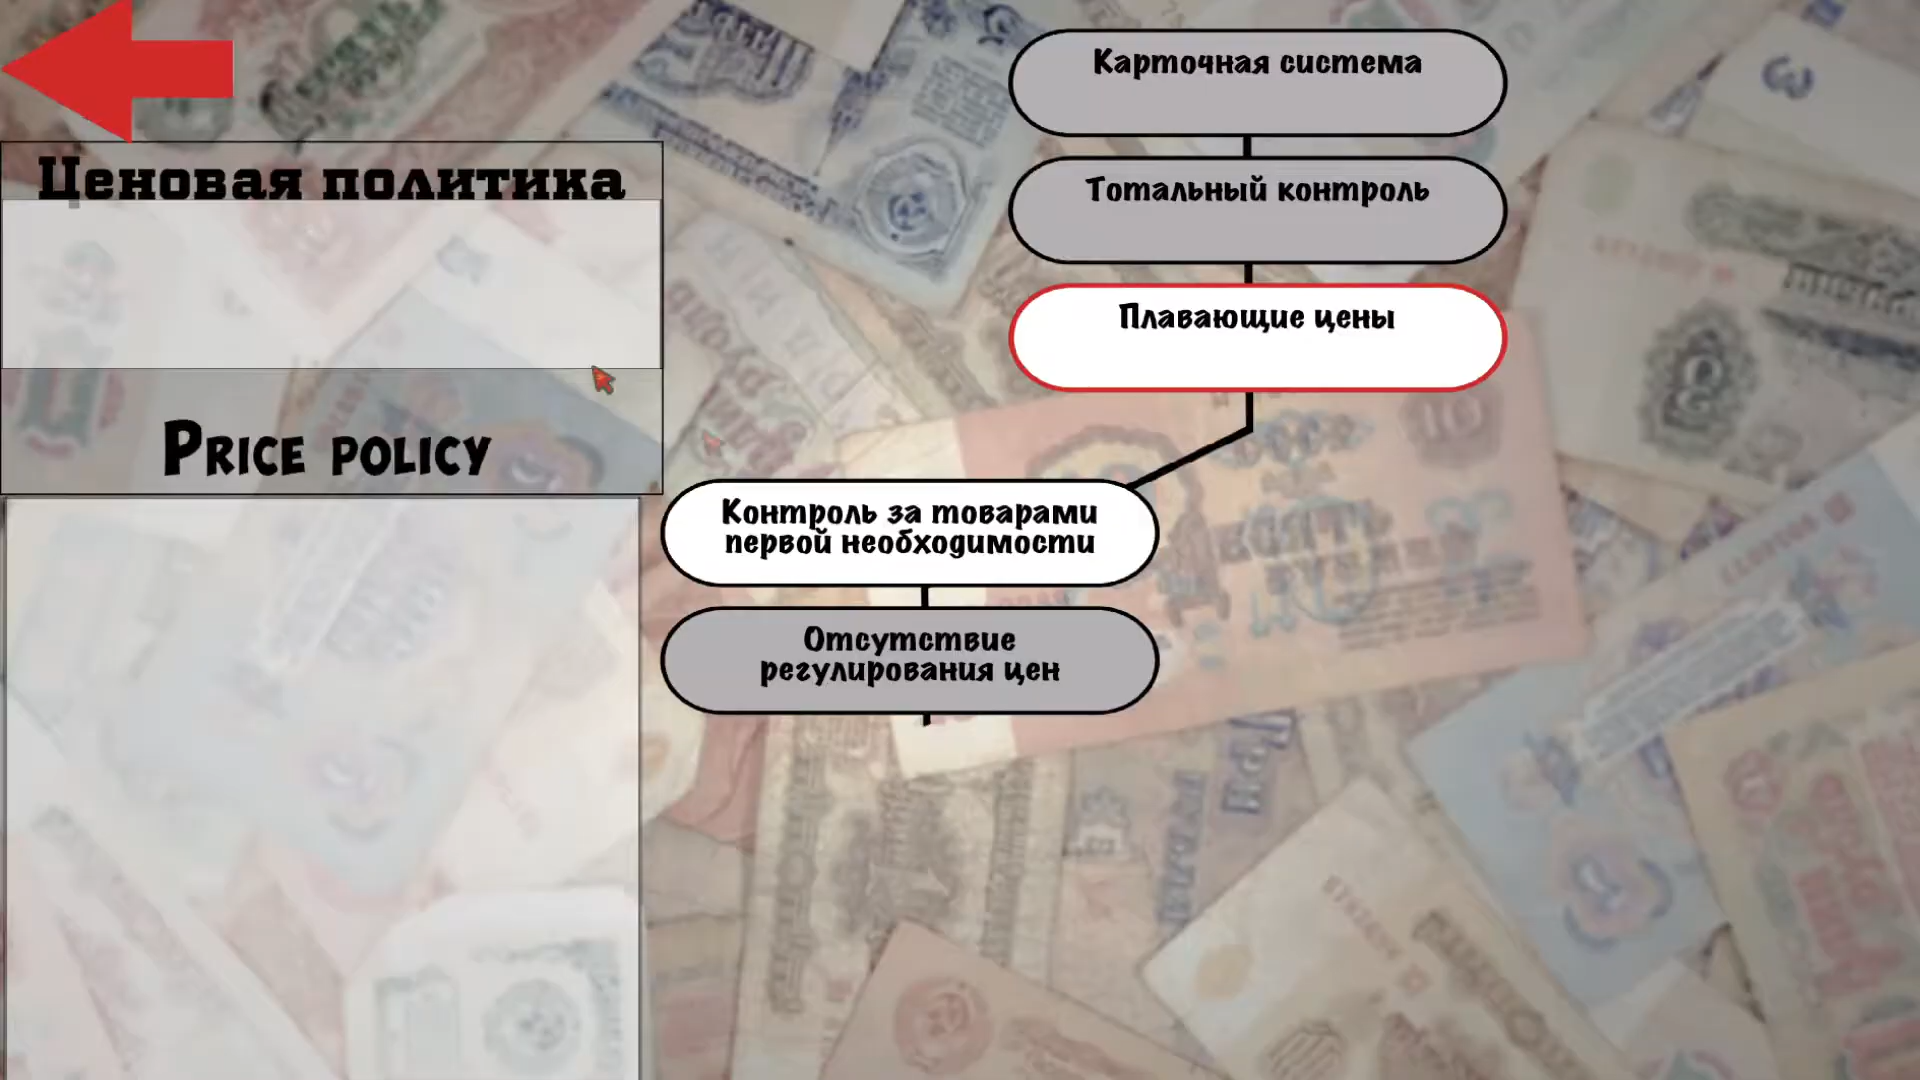 Ценовая политика
Price policy
Карточная система
Тотальный контроль
Плавающие цены
Контроль за товарами
первой необходимости
Отсутствие
регулирования цен